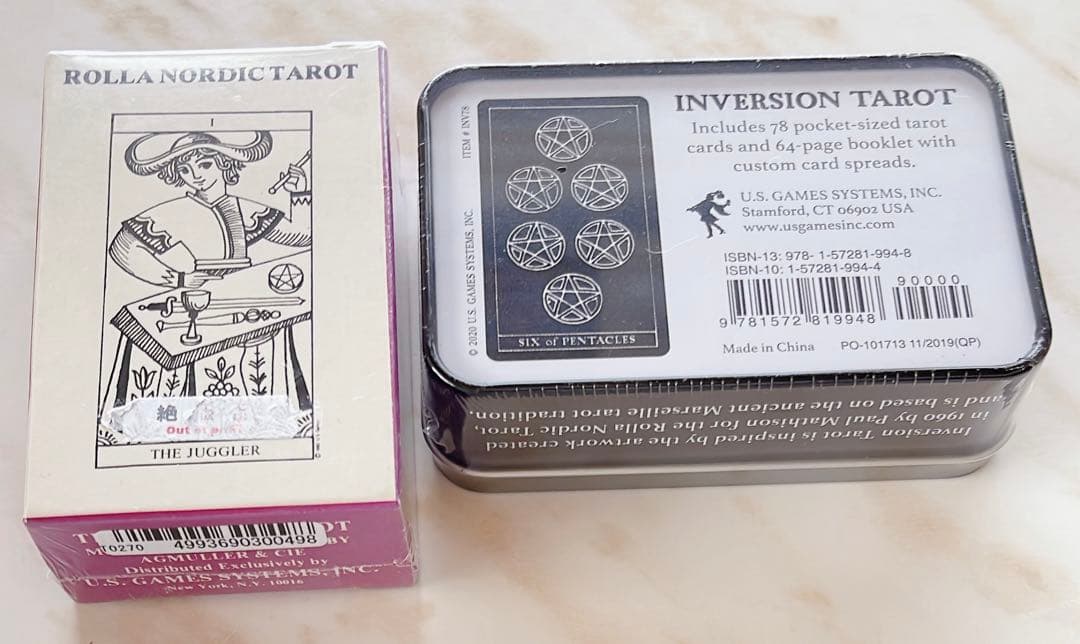 ROLLA NORDIC TAROT
I
絶
Out of print
THE JUGGLER
T0270
4993690300498
BY
AGMULLER & CIE
Distributed Exclusively by
U.S. GAMES SYSTEMS, INC.
New York, N.Y. 10016
ITEM # INV78
© 2020 U.S. GAMES SYSTEMS, INC.
SIX of PENTACLES
INVERSION TAROT
Includes 78 pocket-sized tarot
cards and 64-page booklet with
custom card spreads.
U.S. GAMES SYSTEMS, INC.
Stamford, CT 06902 USA
www.usgamesinc.com
ISBN-13: 978- 1-57281-994-8
ISBN-10: 1-57281-994-4
90000
9 781572 819948
Made in China
PO-101713 11/2019(QP)
Inversion Tarot is inspired by the artwork created
in 1960 by Paul Mathison for the Rolla Nordic Tarot,
and is based on the ancient Marseille tarot tradition.